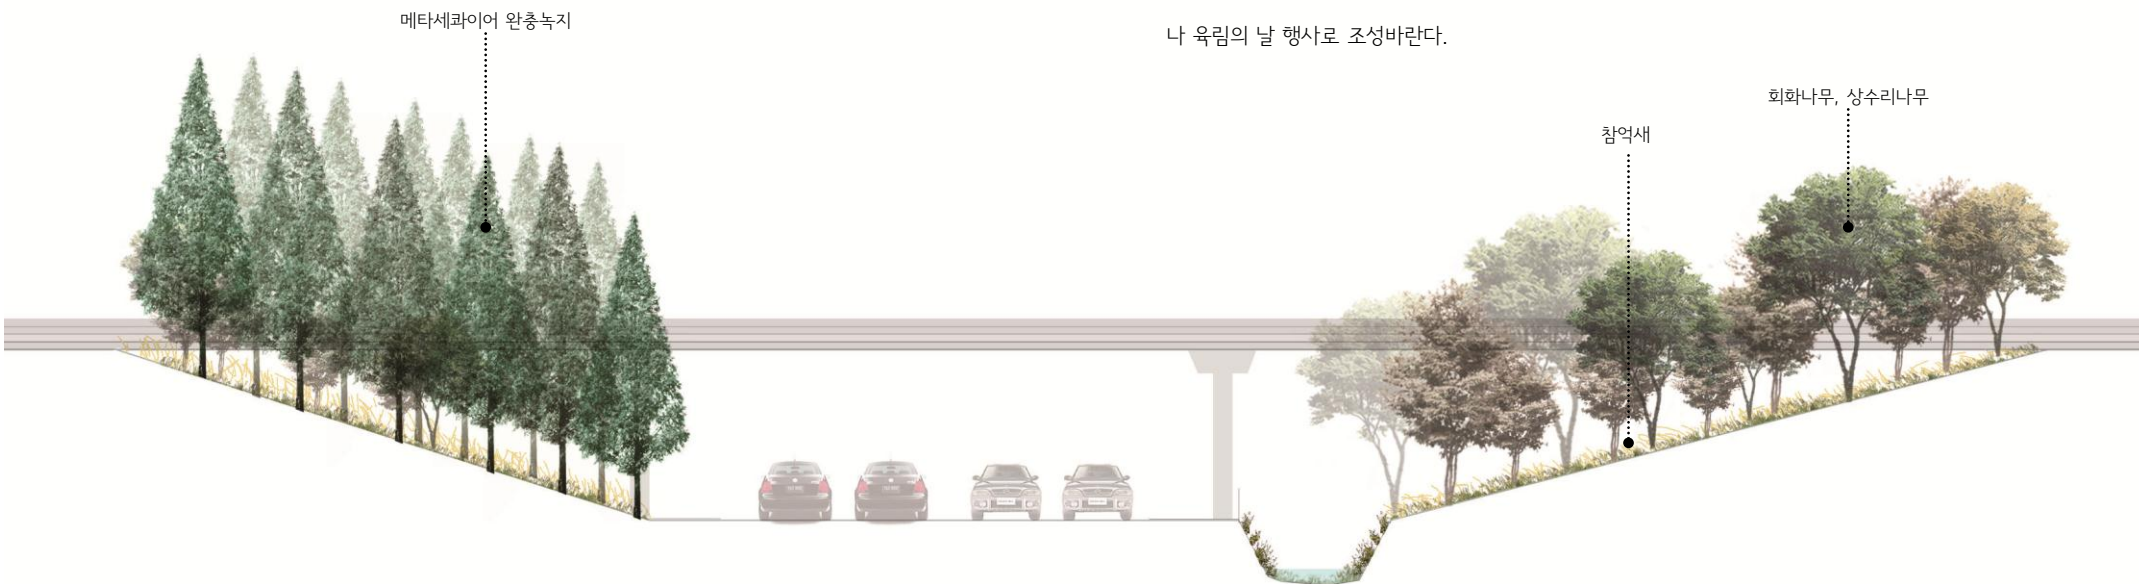 메타세콰이어 완충녹지
나 육림의 날 행사로 조성바란다.
회화나무, 상수리나무
참억새